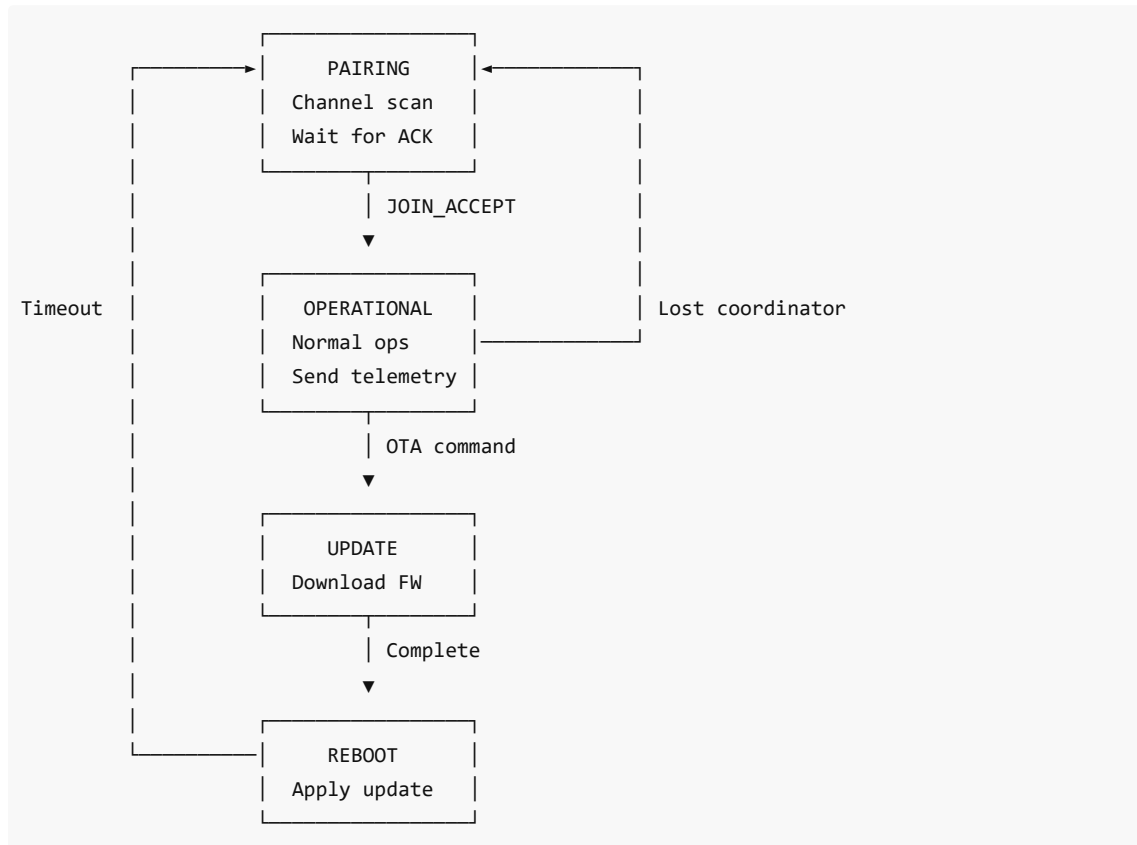 PAIRING
Channel scan
Wait for ACK
JOIN_ACCEPT
Timeout
OPERATIONAL
Lost coordinator
Normal ops
Send telemetry
OTA command
UPDATE
Download FW
Complete
REBOOT
Apply update